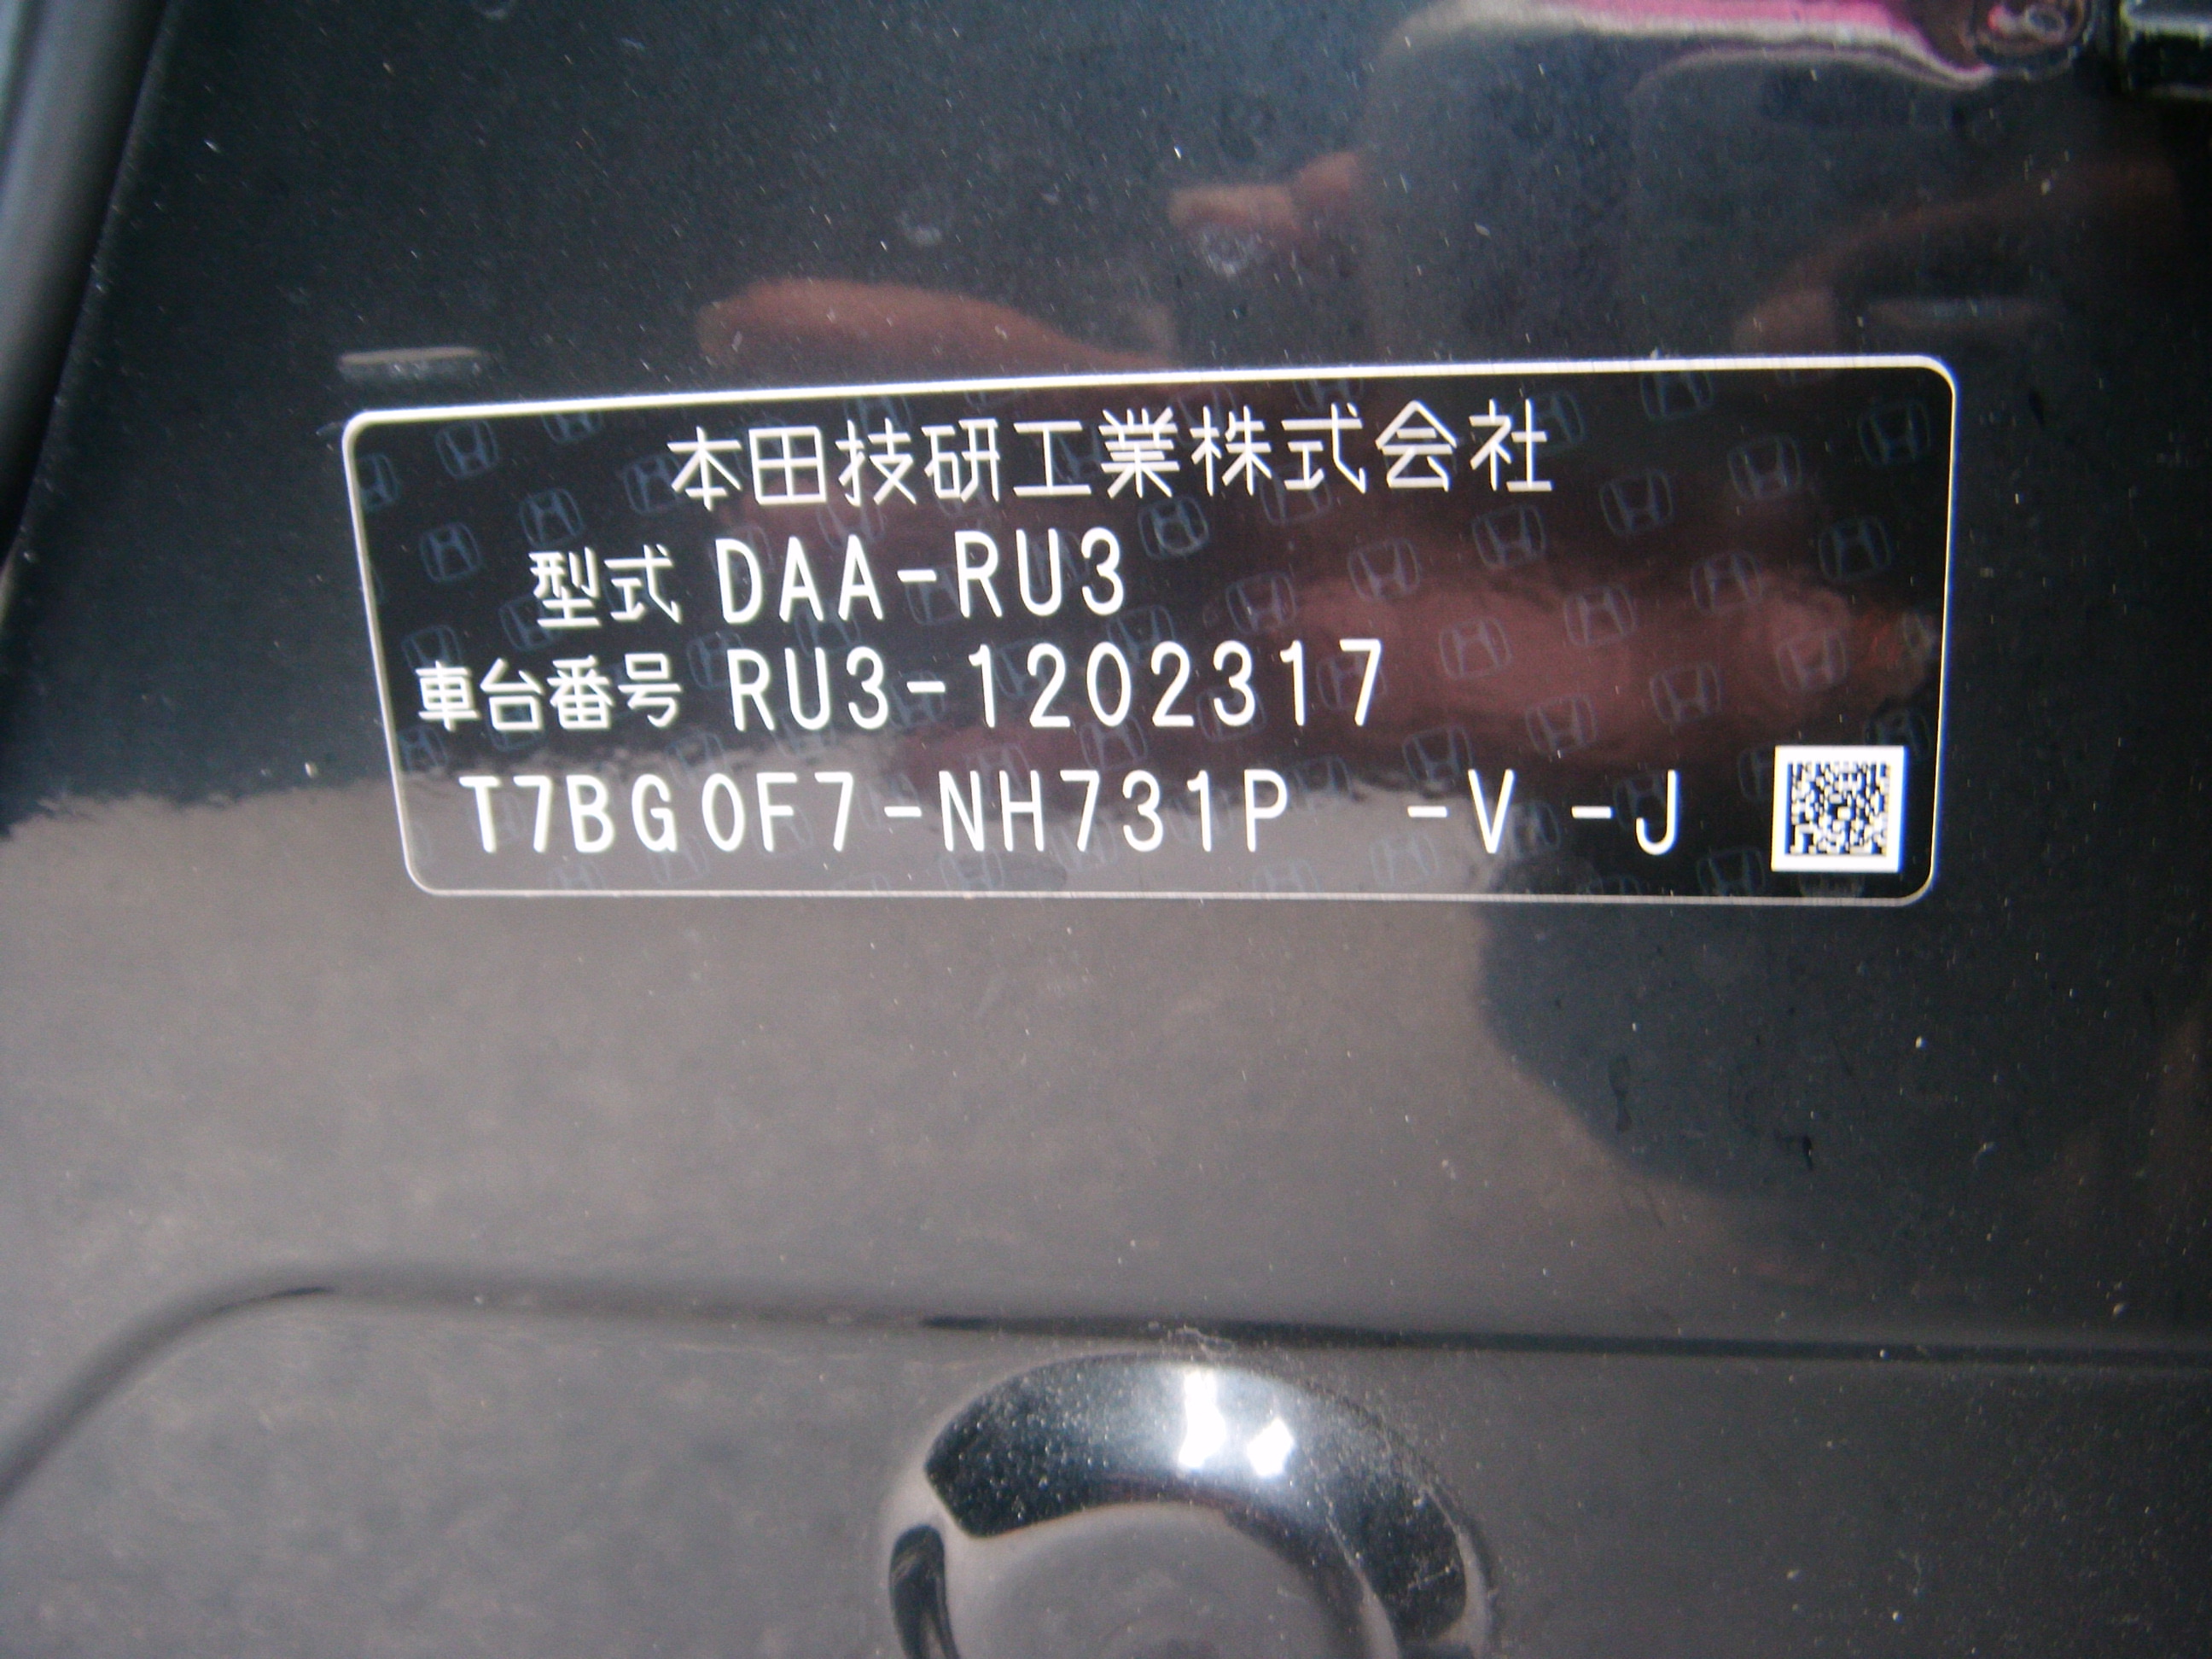 本田技研工業株式会社
型式 DAA-RU3
車台番号 RU3-1202317
T7BG0F7-NH731P -V -J